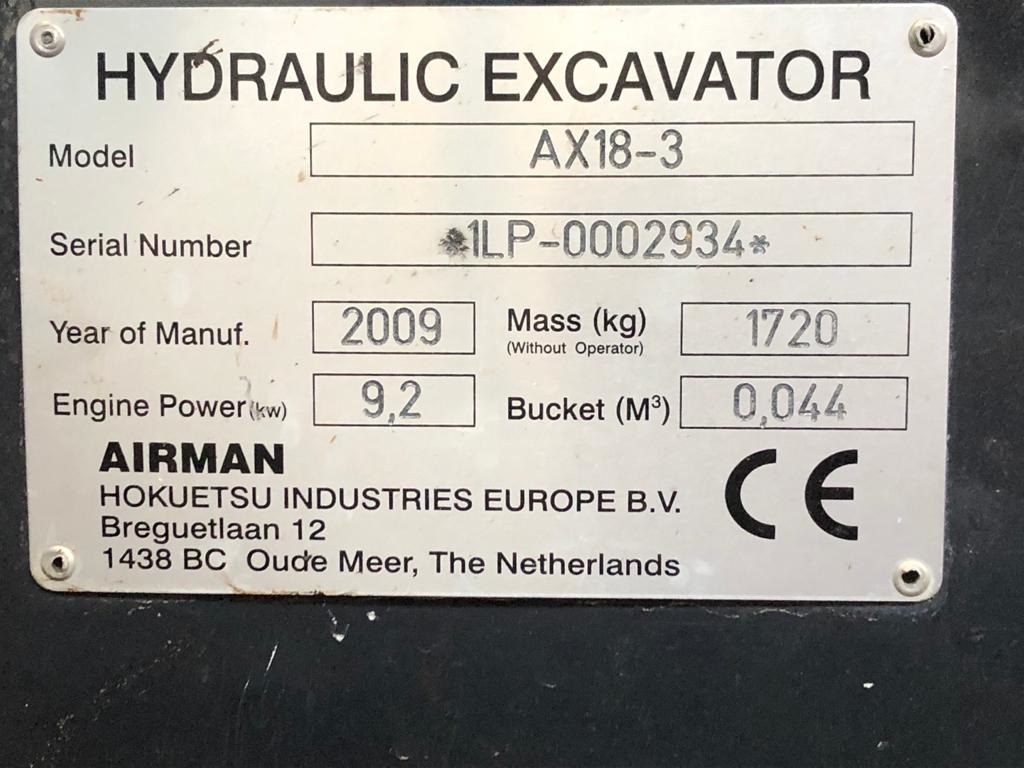 HYDRAULIC EXCAVATOR
Model AX18-3
Serial Number *1LP-0002934*
Year of Manuf. 2009 Mass (kg) 1720
(Without Operator)
Engine Power (kw) 9,2 Bucket (M³) 0,044
AIRMAN
HOKUETSU INDUSTRIES EUROPE B.V.
Breguetlaan 12
1438 BC Oude Meer, The Netherlands
CE